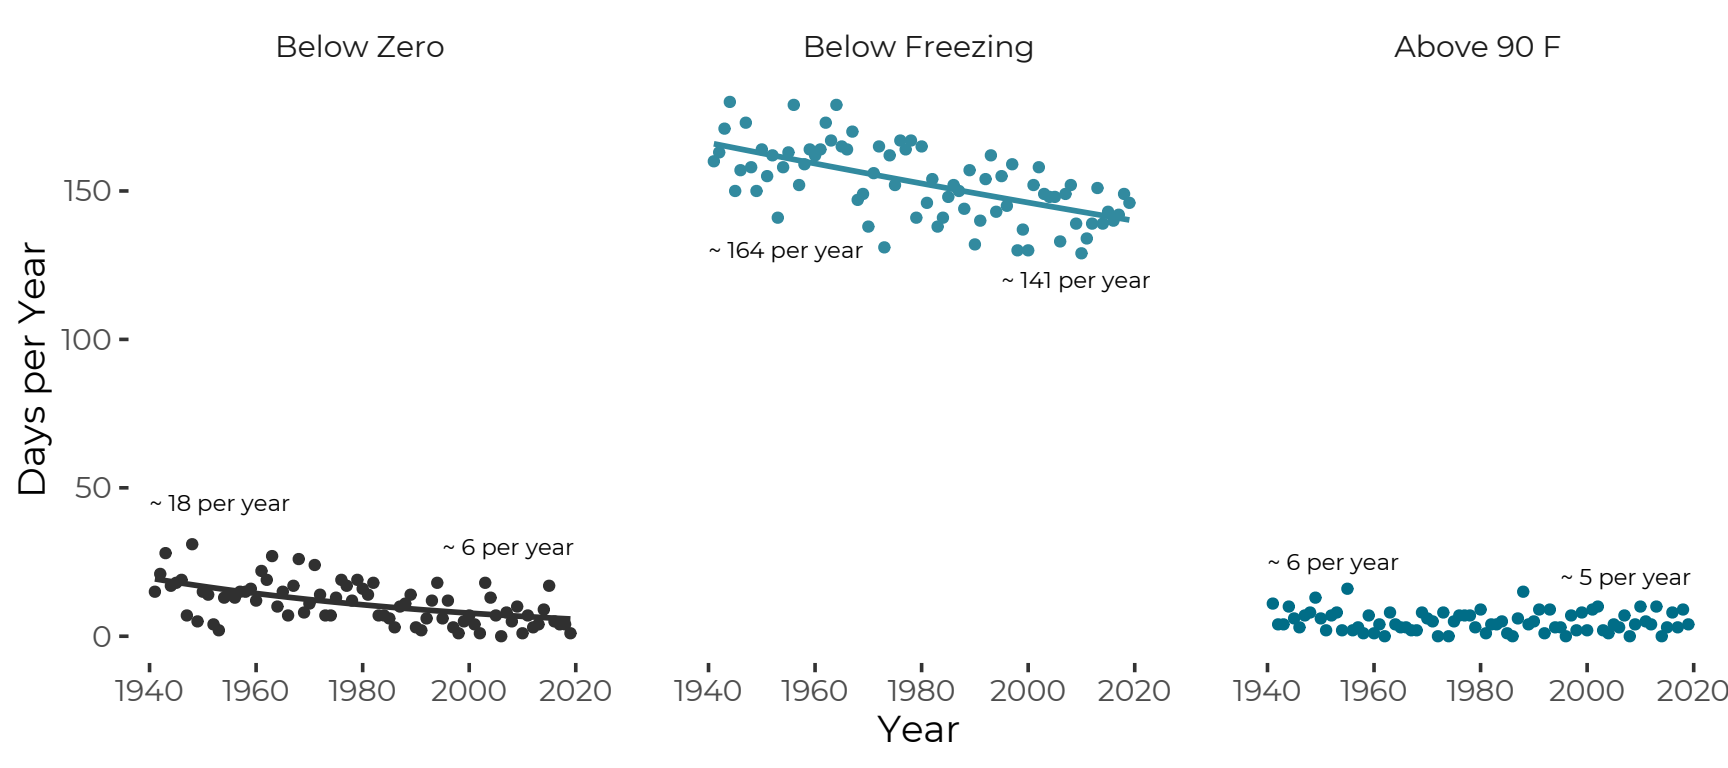 Below Zero
Below Freezing
Above 90 F
Days per Year
150
100
50
0
~ 18 per year
~ 6 per year
~ 164 per year
~ 141 per year
~ 6 per year
~ 5 per year
1940 1960 1980 2000 2020
1940 1960 1980 2000 2020
1940 1960 1980 2000 2020
Year